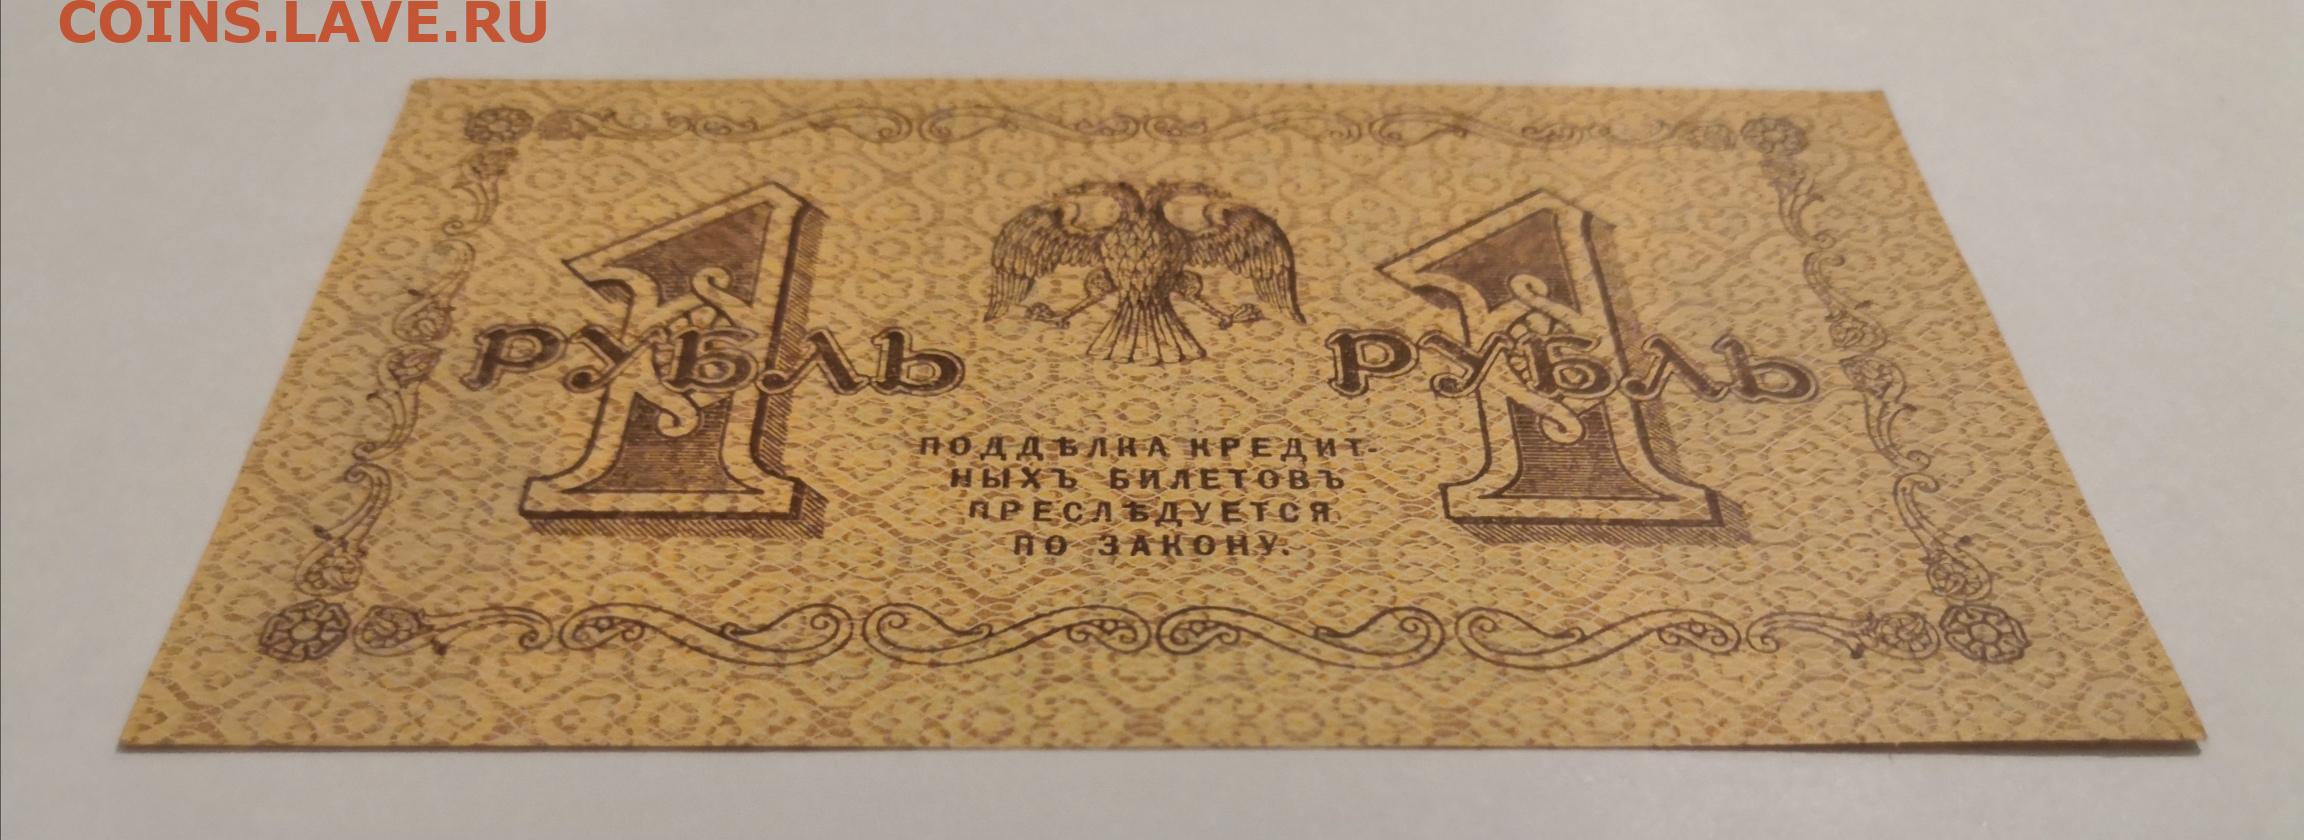 COINS.LAVE.RU
1 1
РУБЛЬ РУБЛЬ
ПОДДѢЛКА КРЕДИТ-
НЫХЪ БИЛЕТОВЪ
ПРЕСЛѢДУЕТСЯ
ПО ЗАКОНУ.